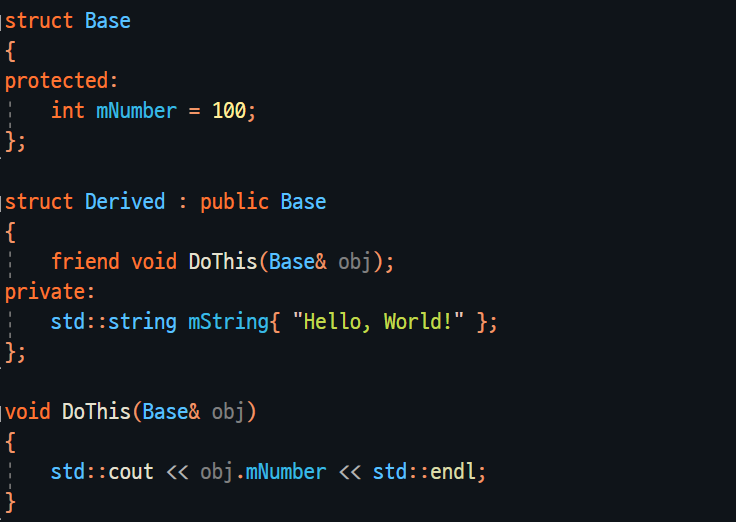 struct Base
{
protected:
    int mNumber = 100;
};
struct Derived : public Base
{
    friend void DoThis(Base& obj);
private:
    std::string mString{ "Hello, World!" };
};
void DoThis(Base& obj)
{
    std::cout << obj.mNumber << std::endl;
}